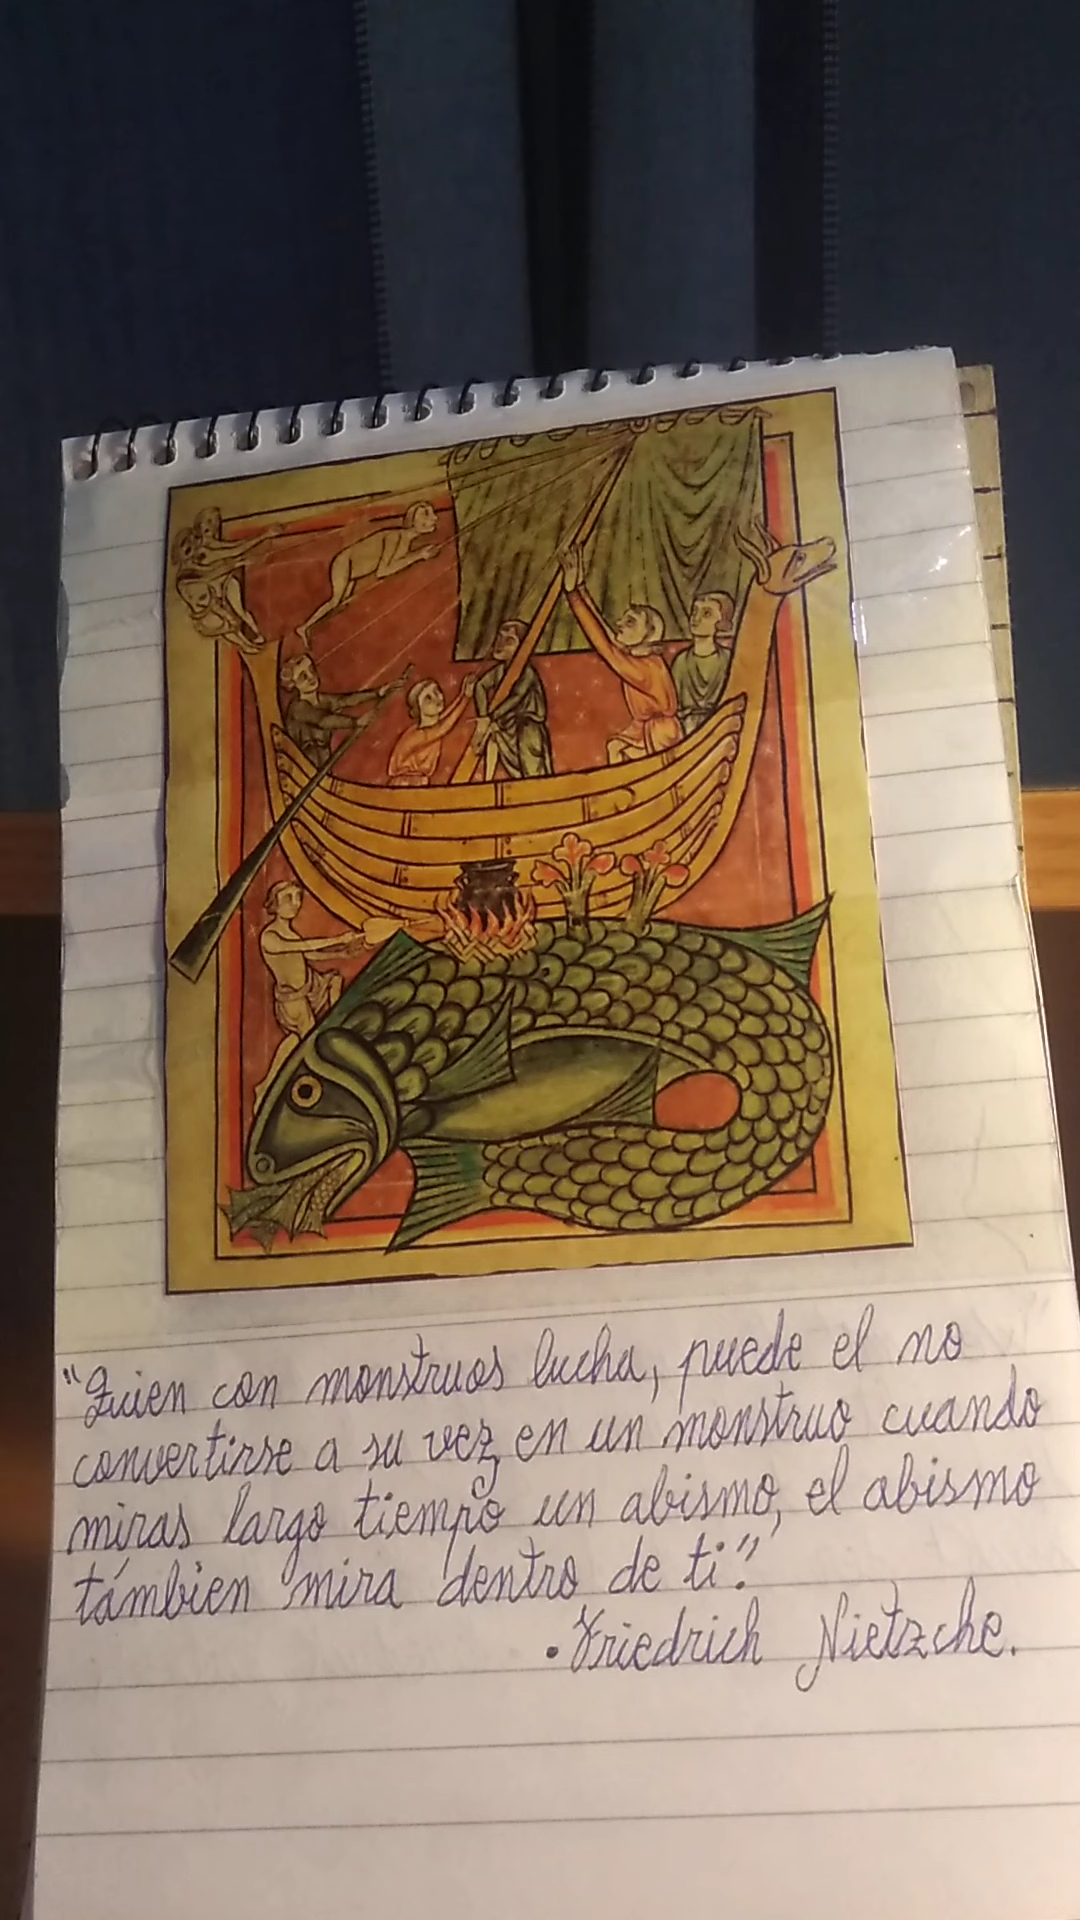 "Quien con monstruos lucha, puede el no
convertirse a su vez en un monstruo cuando
miras largo tiempo un abismo, el abismo
támbien mira dentro de ti."
• Friedrich Nietzche.